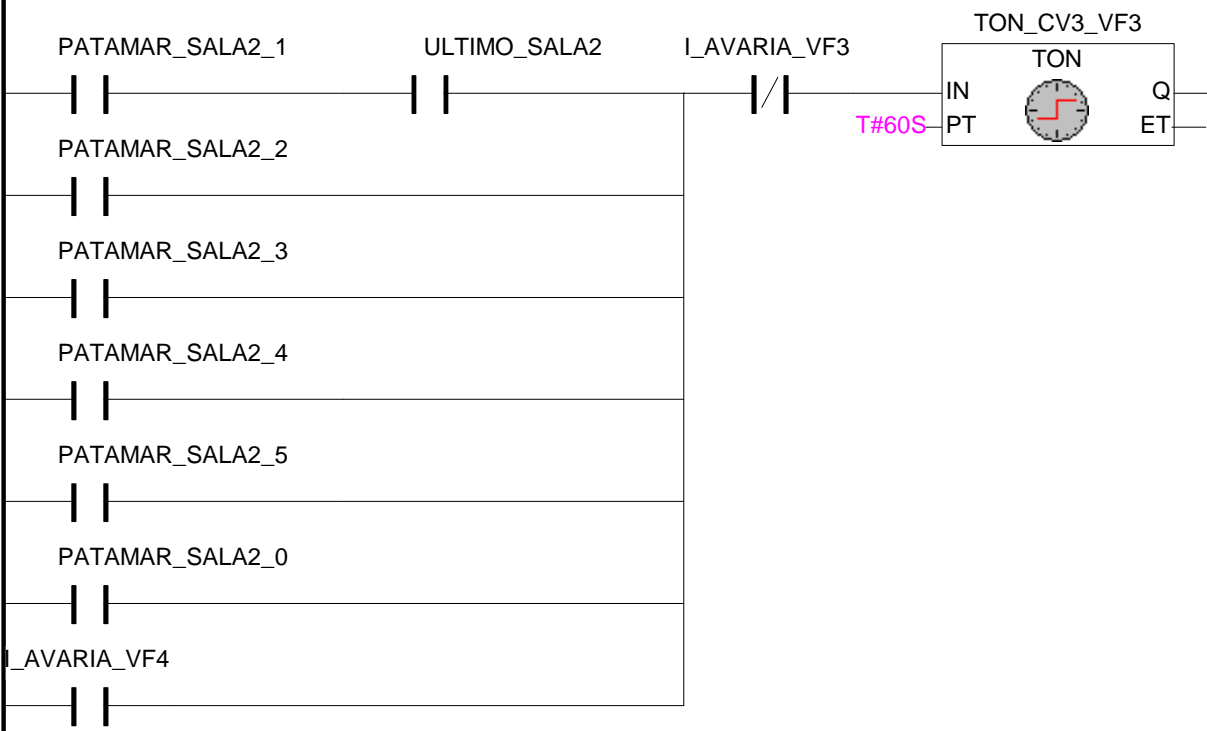 TON_CV3_VF3
PATAMAR_SALA2_1 ULTIMO_SALA2 I_AVARIA_VF3 TON
IN Q
T#60S PT ET
PATAMAR_SALA2_2
PATAMAR_SALA2_3
PATAMAR_SALA2_4
PATAMAR_SALA2_5
PATAMAR_SALA2_0
I_AVARIA_VF4